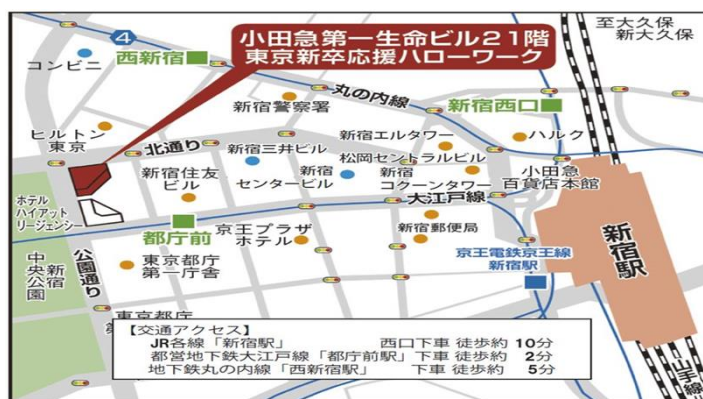 小田急第一生命ビル21階
東京新卒応援ハローワーク
至大久保
新大久保
4
コンビニ
西新宿
丸の内線
新宿西口
新宿警察署
ヒルトン
東京
北通り
新宿三井ビル
新宿エルタワー
ハルク
松岡セントラルビル
新宿住友
ビル
新宿
センタービル
新宿
コクーンタワー
小田急
百貨店本館
ホテル
ハイアット
リージェンシー
大江戸線
都庁前
京王プラザ
ホテル
新宿郵便局
新宿駅
京王電鉄京王線
新宿駅
新宿
中央公園
公園通り
東京都庁
第一庁舎
東京都庁
山手線
【交通アクセス】
JR各線「新宿駅」 西口下車 徒歩約 10分
都営地下鉄大江戸線「都庁前駅」下車 徒歩約 2分
地下鉄丸の内線「西新宿駅」 下車 徒歩約 5分